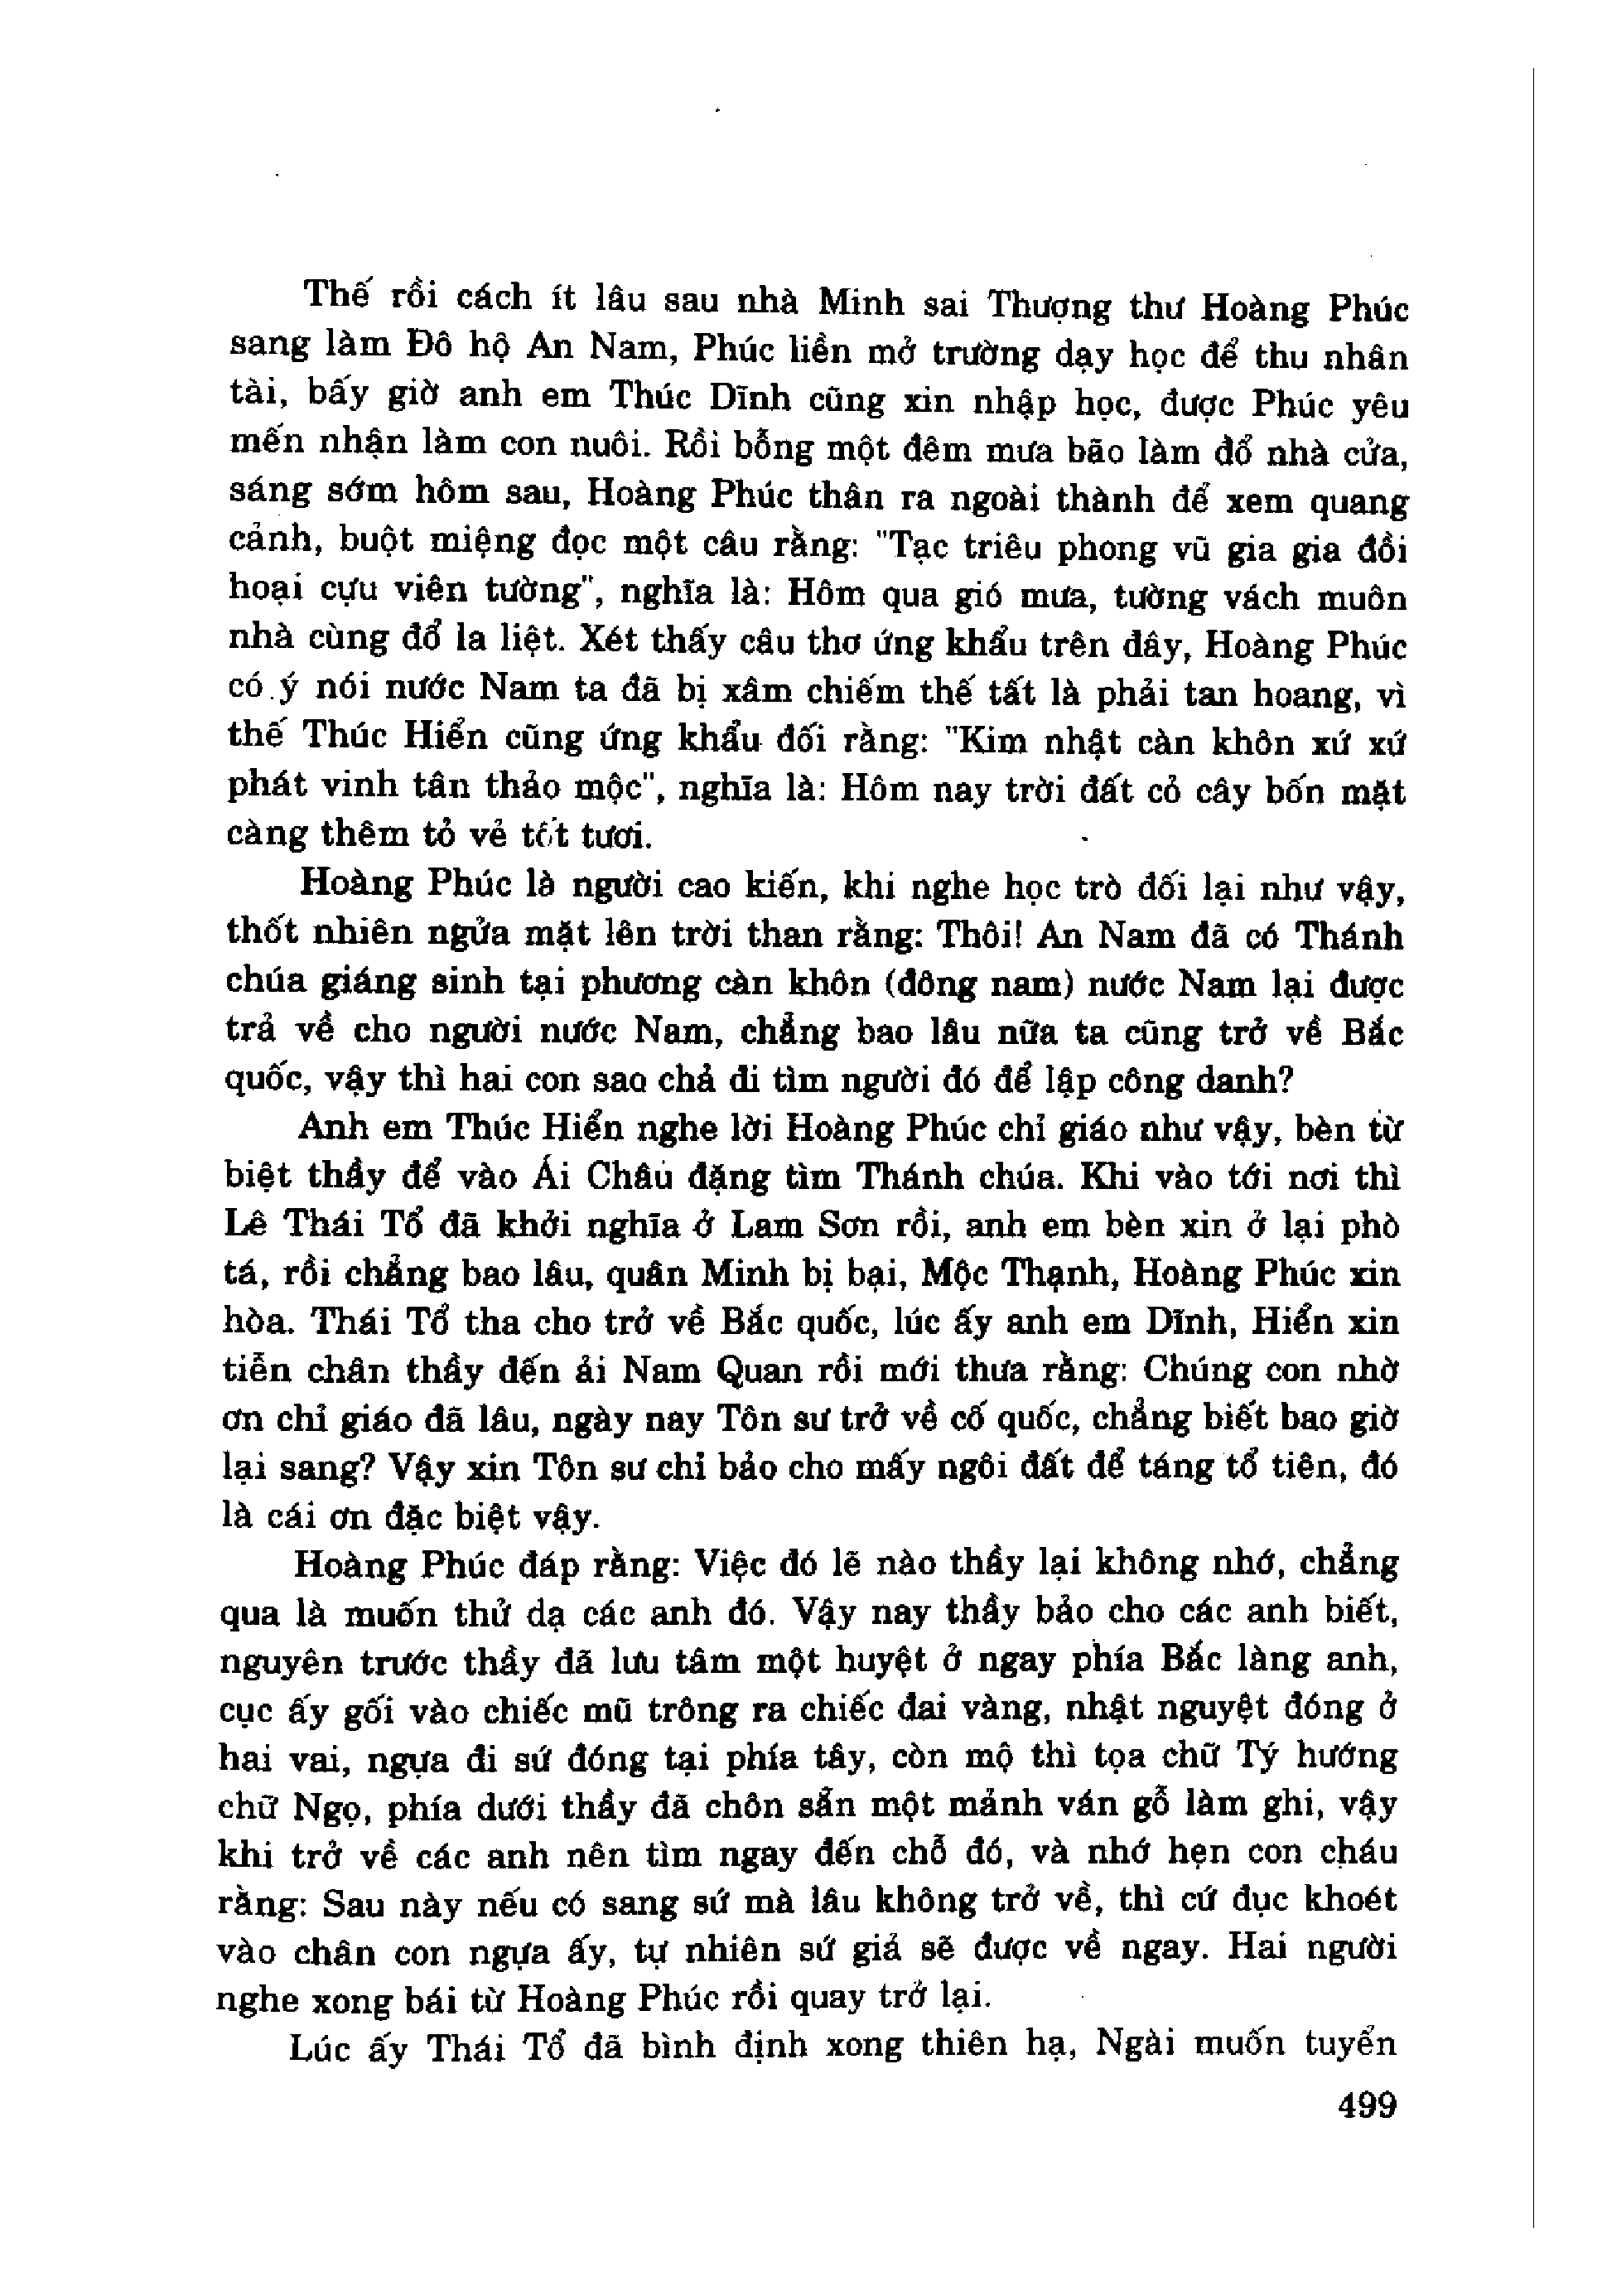 Thế rồi cách ít lâu sau nhà Minh sai Thượng thư Hoàng Phúc
sang làm Đô hộ An Nam, Phúc liền mở trường dạy học để thu nhân
tài, bấy giờ anh em Thúc Dĩnh cũng xin nhập học, được Phúc yêu
mến nhận làm con nuôi. Rồi bỗng một đêm mưa bão làm đổ nhà cửa,
sáng sớm hôm sau, Hoàng Phúc thân ra ngoài thành để xem quang
cảnh, buột miệng đọc một câu rằng: "Tạc triêu phong vũ gia gia đồi
hoại cựu viên tường", nghĩa là: Hôm qua gió mưa, tường vách muôn
nhà cùng đổ la liệt. Xét thấy câu thơ ứng khẩu trên đây, Hoàng Phúc
có ý nói nước Nam ta đã bị xâm chiếm thế tất là phải tan hoang, vì
thế Thúc Hiển cũng ứng khẩu đối rằng: "Kim nhật càn khôn xứ xứ
phát vinh tân thảo mộc", nghĩa là: Hôm nay trời đất cỏ cây bốn mặt
càng thêm tỏ vẻ tốt tươi.
Hoàng Phúc là người cao kiến, khi nghe học trò đối lại như vậy,
thốt nhiên ngửa mặt lên trời than rằng: Thôi! An Nam đã có Thánh
chúa giáng sinh tại phương càn khôn (đông nam) nước Nam lại được
trả về cho người nước Nam, chẳng bao lâu nữa ta cũng trở về Bắc
quốc, vậy thì hai con sao chả đi tìm người đó để lập công danh?
Anh em Thúc Hiển nghe lời Hoàng Phúc chỉ giáo như vậy, bèn từ
biệt thầy để vào Ái Châu đặng tìm Thánh chúa. Khi vào tới nơi thì
Lê Thái Tổ đã khởi nghĩa ở Lam Sơn rồi, anh em bèn xin ở lại phò
tá, rồi chẳng bao lâu, quân Minh bị bại, Mộc Thạnh, Hoàng Phúc xin
hòa. Thái Tổ tha cho trở về Bắc quốc, lúc ấy anh em Dĩnh, Hiển xin
tiễn chân thầy đến ải Nam Quan rồi mới thưa rằng: Chúng con nhờ
ơn chỉ giáo đã lâu, ngày nay Tôn sư trở về cố quốc, chẳng biết bao giờ
lại sang? Vậy xin Tôn sư chỉ bảo cho mấy ngôi đất để táng tổ tiên, đó
là cái ơn đặc biệt vậy.
Hoàng Phúc đáp rằng: Việc đó lẽ nào thầy lại không nhớ, chẳng
qua là muốn thử dạ các anh đó. Vậy nay thầy bảo cho các anh biết,
nguyên trước thầy đã lưu tâm một huyệt ở ngay phía Bắc làng anh,
cục ấy gối vào chiếc mũ trông ra chiếc đai vàng, nhật nguyệt đóng ở
hai vai, ngựa đi sứ đóng tại phía tây, còn mộ thì tọa chữ Tý hướng
chữ Ngọ, phía dưới thầy đã chôn sẵn một mảnh ván gỗ làm ghi, vậy
khi trở về các anh nên tìm ngay đến chỗ đó, và nhớ hẹn con cháu
rằng: Sau này nếu có sang sứ mà lâu không trở về, thì cứ đục khoét
vào chân con ngựa ấy, tự nhiên sứ giả sẽ được về ngay. Hai người
nghe xong bái từ Hoàng Phúc rồi quay trở lại.
Lúc ấy Thái Tổ đã bình định xong thiên hạ, Ngài muốn tuyển
499